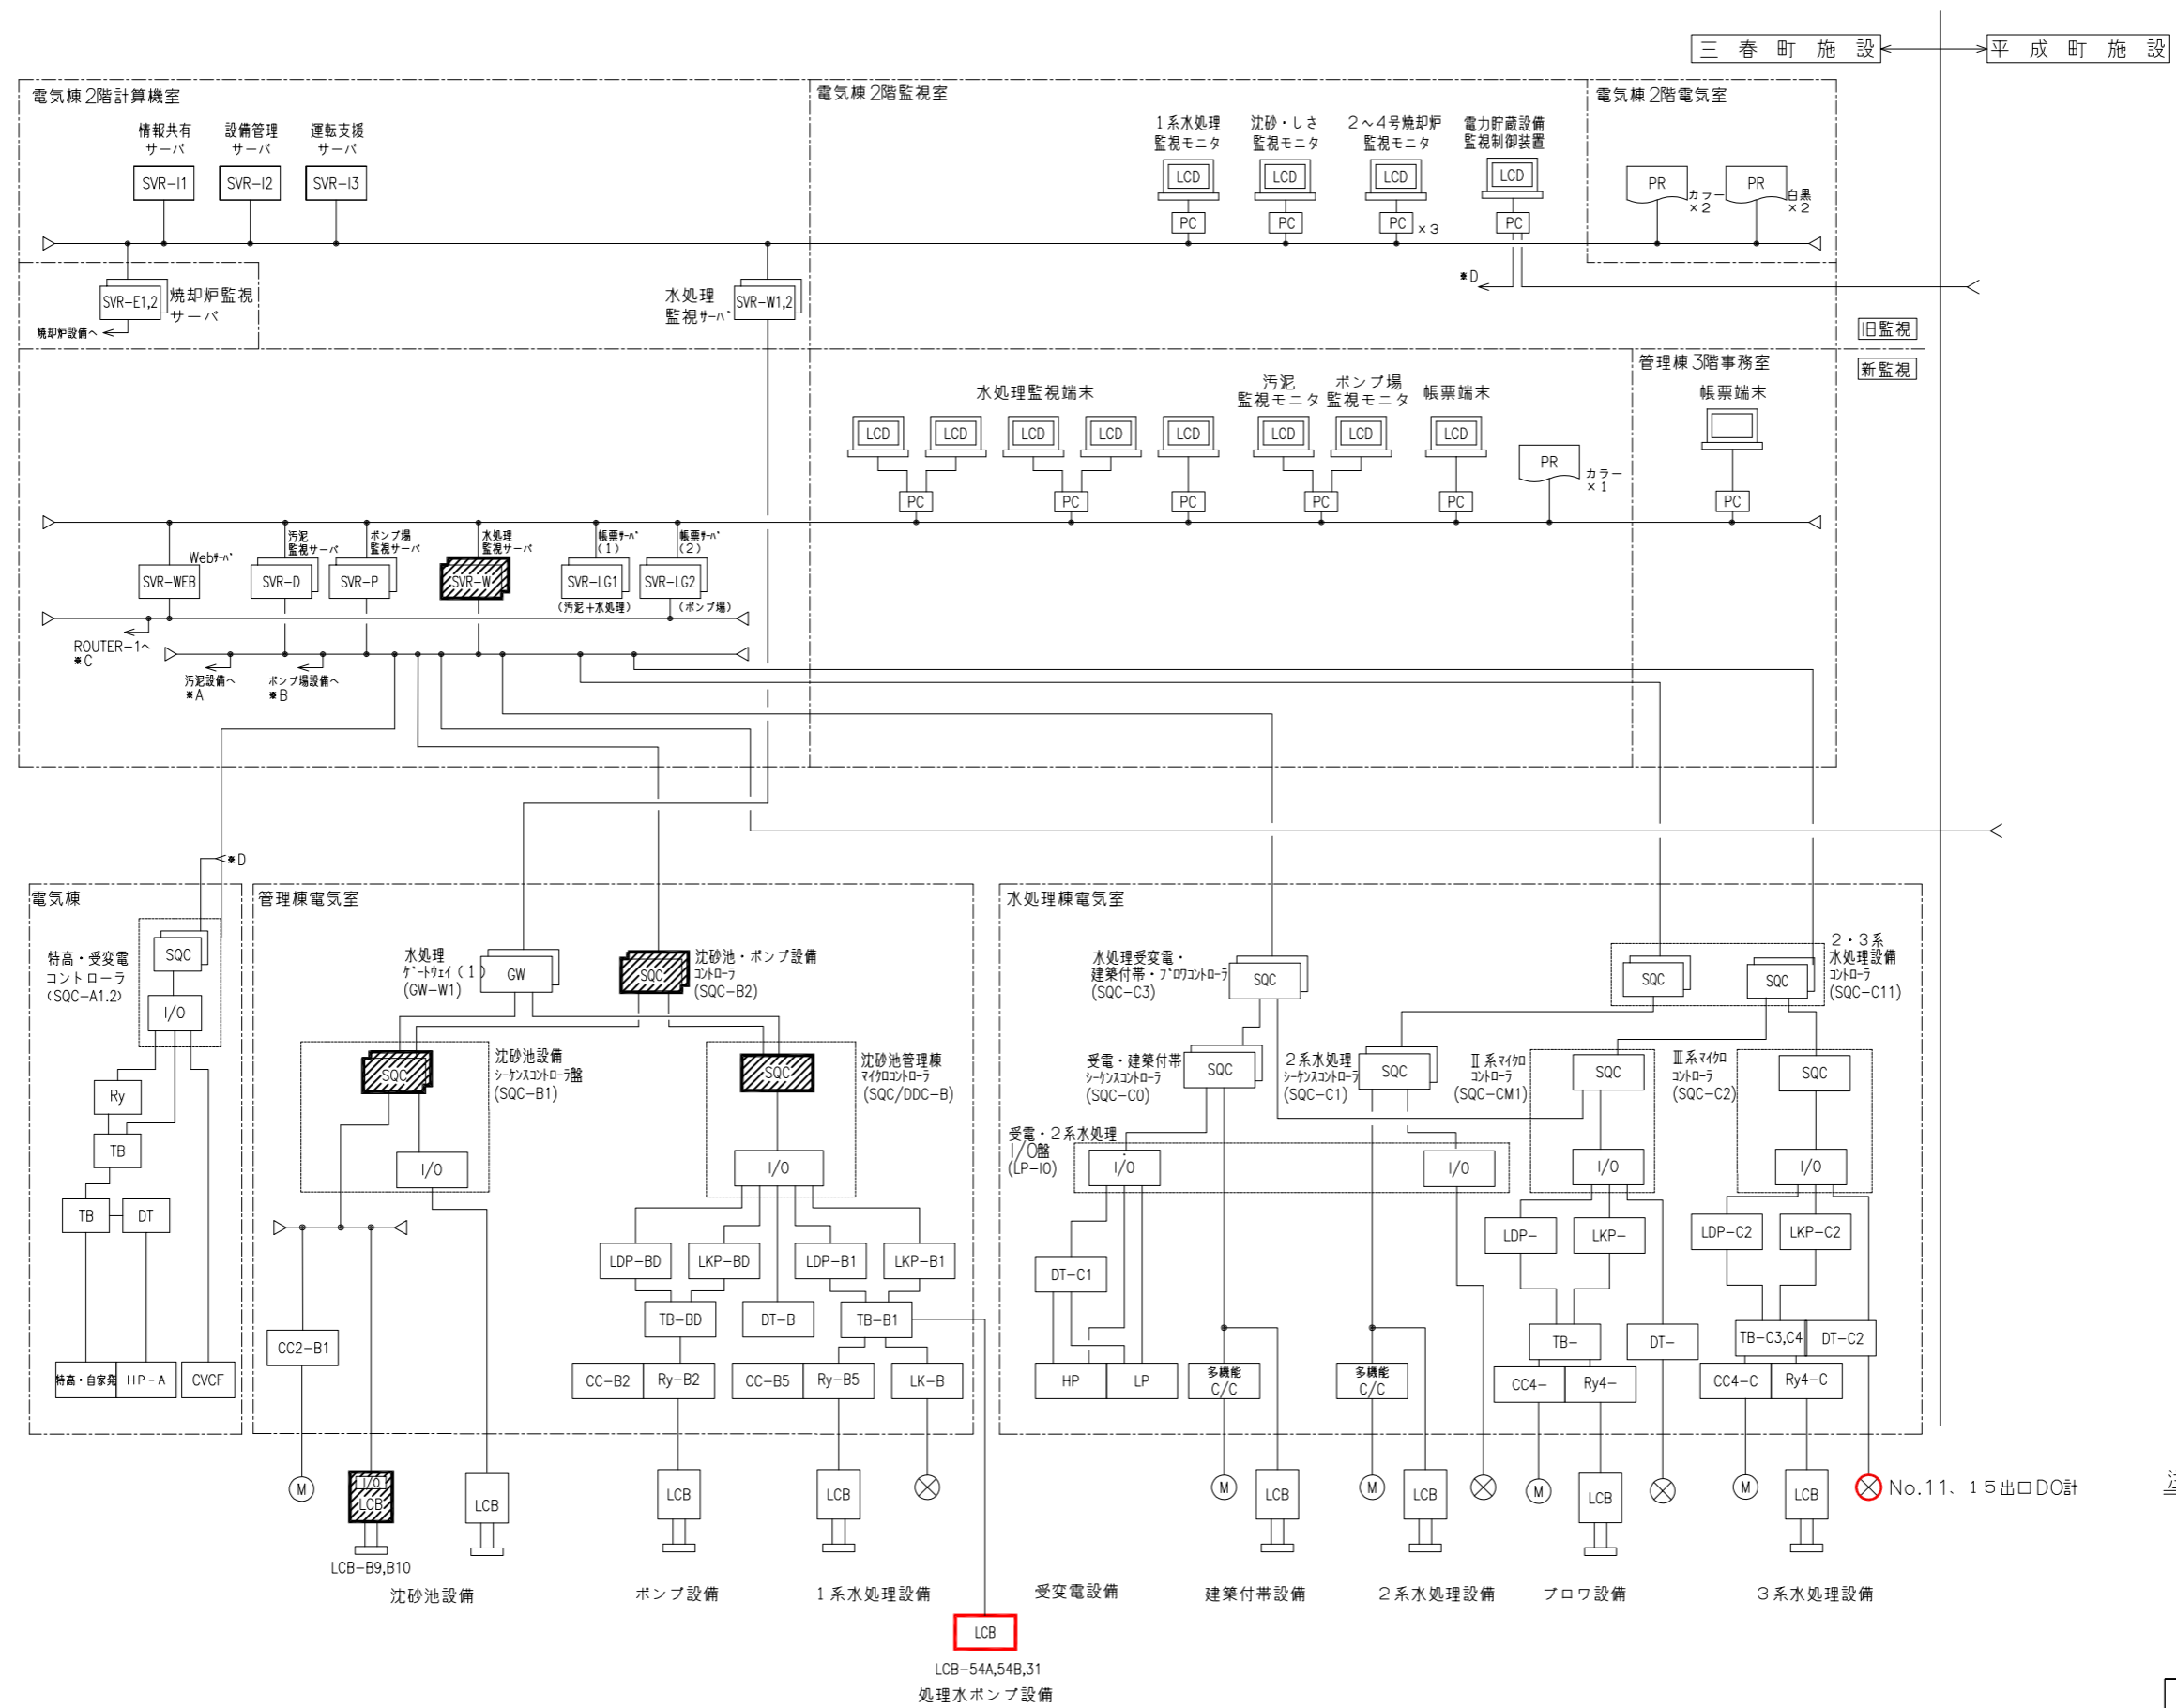 三春町施設
平成町施設
電気棟2階計算機室
電気棟2階監視室
電気棟2階電気室
情報共有
サーバ
設備管理
サーバ
運転支援
サーバ
1系水処理
監視モニタ
沈砂・しさ
監視モニタ
2〜4号焼却炉
監視モニタ
電力貯蔵設備
監視制御装置
SVR-I1
SVR-I2
SVR-I3
LCD
LCD
LCD
LCD
PC
PC
PC
×3
PC
PR
カラー
×2
PR
白黒
×2
※D
SVR-E1,2
焼却炉監視
サーバ
焼却炉設備へ
水処理
監視サーバ
SVR-W1,2
旧監視
新監視
管理棟3階事務室
帳票端末
水処理監視端末
汚泥
監視モニタ
ポンプ場
監視モニタ
帳票端末
LCD
LCD
LCD
LCD
LCD
LCD
LCD
LCD
PC
PC
PC
PC
PC
PR
カラー
×1
PC
Webサーバ
SVR-WEB
汚泥
監視サーバ
SVR-D
ポンプ場
監視サーバ
SVR-P
水処理
監視サーバ
SVR-W
帳票サーバ
(1)
SVR-LG1
(汚泥+水処理)
帳票サーバ
(2)
SVR-LG2
(ポンプ場)
ROUTER-1へ
※C
汚泥設備へ
※A
ポンプ場設備へ
※B
※D
電気棟
特高・受変電
コントローラ
(SQC-A1.2)
SQC
I/O
Ry
TB
TB
DT
特高・自家発
HP-A
CVCF
管理棟電気室
水処理
ゲートウェイ(1)
(GW-W1)
GW
SQC
沈砂池・ポンプ設備
コントローラ
(SQC-B2)
SQC
沈砂池設備
シーケンスコントローラ盤
(SQC-B1)
I/O
SQC
沈砂池管理棟
マイクロコントローラ
(SQC/DDC-B)
I/O
LDP-BD
LKP-BD
LDP-B1
LKP-B1
TB-BD
DT-B
TB-B1
CC2-B1
CC-B2
Ry-B2
CC-B5
Ry-B5
LK-B
水処理棟電気室
水処理受変電・
建築付帯・ブロワコントローラ
(SQC-C3)
SQC
SQC
SQC
2・3系
水処理設備
コントローラ
(SQC-C11)
受電・建築付帯
シーケンスコントローラ
(SQC-C0)
SQC
2系水処理
シーケンスコントローラ
(SQC-C1)
SQC
Ⅱ系マイクロ
コントローラ
(SQC-CM1)
SQC
Ⅲ系マイクロ
コントローラ
(SQC-C2)
SQC
受電・2系水処理
I/O盤
(LP-IO)
I/O
I/O
I/O
I/O
DT-C1
LDP-
LKP-
LDP-C2
LKP-C2
TB-
DT-
TB-C3,C4
DT-C2
HP
LP
多機能
C/C
多機能
C/C
CC4-
Ry4-
CC4-C
Ry4-C
M
I/O
LCB
LCB
LCB
LCB
M
LCB
M
LCB
M
LCB
M
LCB
No.11、15出口DO計
LCB-B9,B10
沈砂池設備
ポンプ設備
1系水処理設備
受変電設備
建築付帯設備
2系水処理設備
ブロワ設備
3系水処理設備
LCB
LCB-54A,54B,31
処理水ポンプ設備